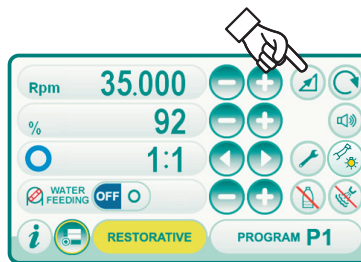 Rpm 35.000
% 92
1:1
WATER FEEDING OFF
i RESTORATIVE PROGRAM P1